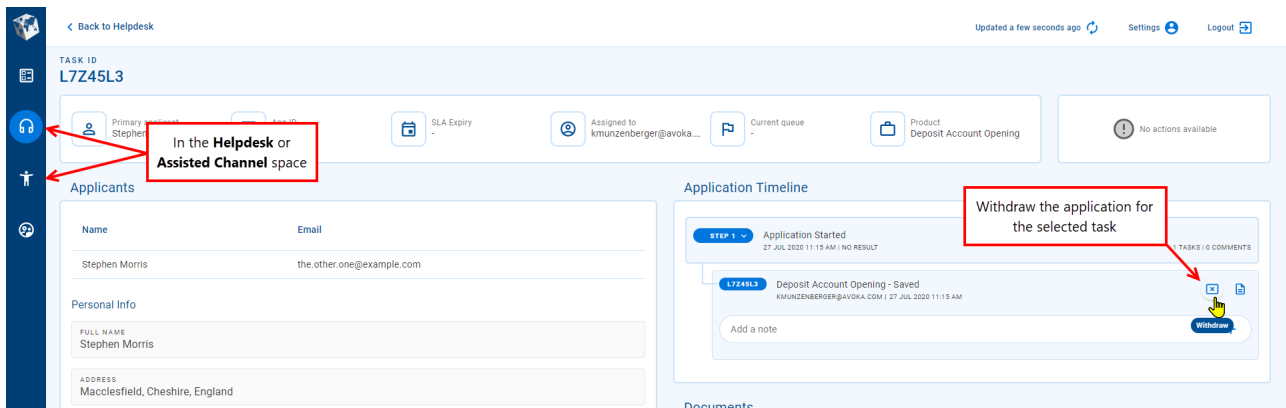 Back to Helpdesk
Updated a few seconds ago
Settings
Logout
TASK ID
L7Z45L3
Primary applicant
Stephen
App ID
SLA Expiry
-
Assigned to
kmunzenberger@avoka....
Current queue
-
Product
Deposit Account Opening
No actions available
In the Helpdesk or
Assisted Channel space
Applicants
Name Email
Stephen Morris the.other.one@example.com
Personal Info
FULL NAME
Stephen Morris
ADDRESS
Macclesfield, Cheshire, England
Application Timeline
Withdraw the application for
the selected task
STEP 1
Application Started
27 JUL 2020 11:15 AM | NO RESULT
1 TASKS | 0 COMMENTS
L7Z45L3
Deposit Account Opening - Saved
KMUNZENBERGER@AVOKA.COM | 27 JUL 2020 11:15 AM
Add a note
Withdraw
Documents